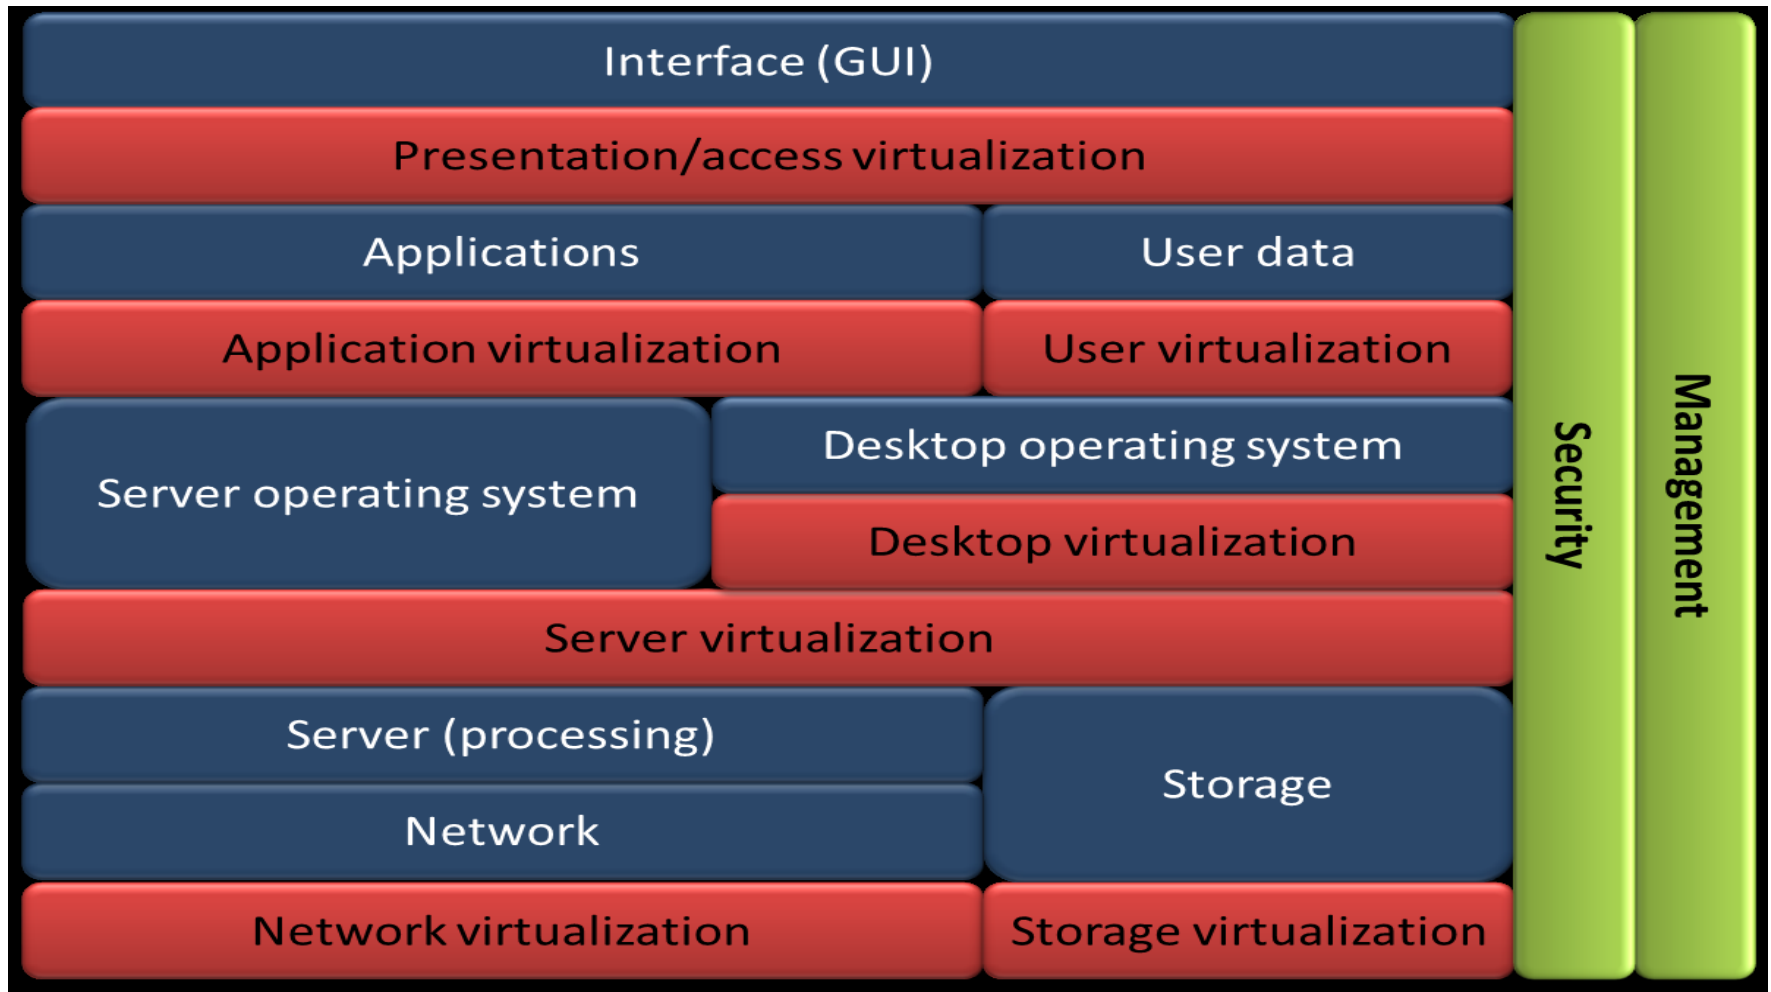 Interface (GUI)
Presentation/access virtualization
Applications
User data
Application virtualization
User virtualization
Server operating system
Desktop operating system
Desktop virtualization
Server virtualization
Server (processing)
Storage
Network
Network virtualization
Storage virtualization
Security
Management